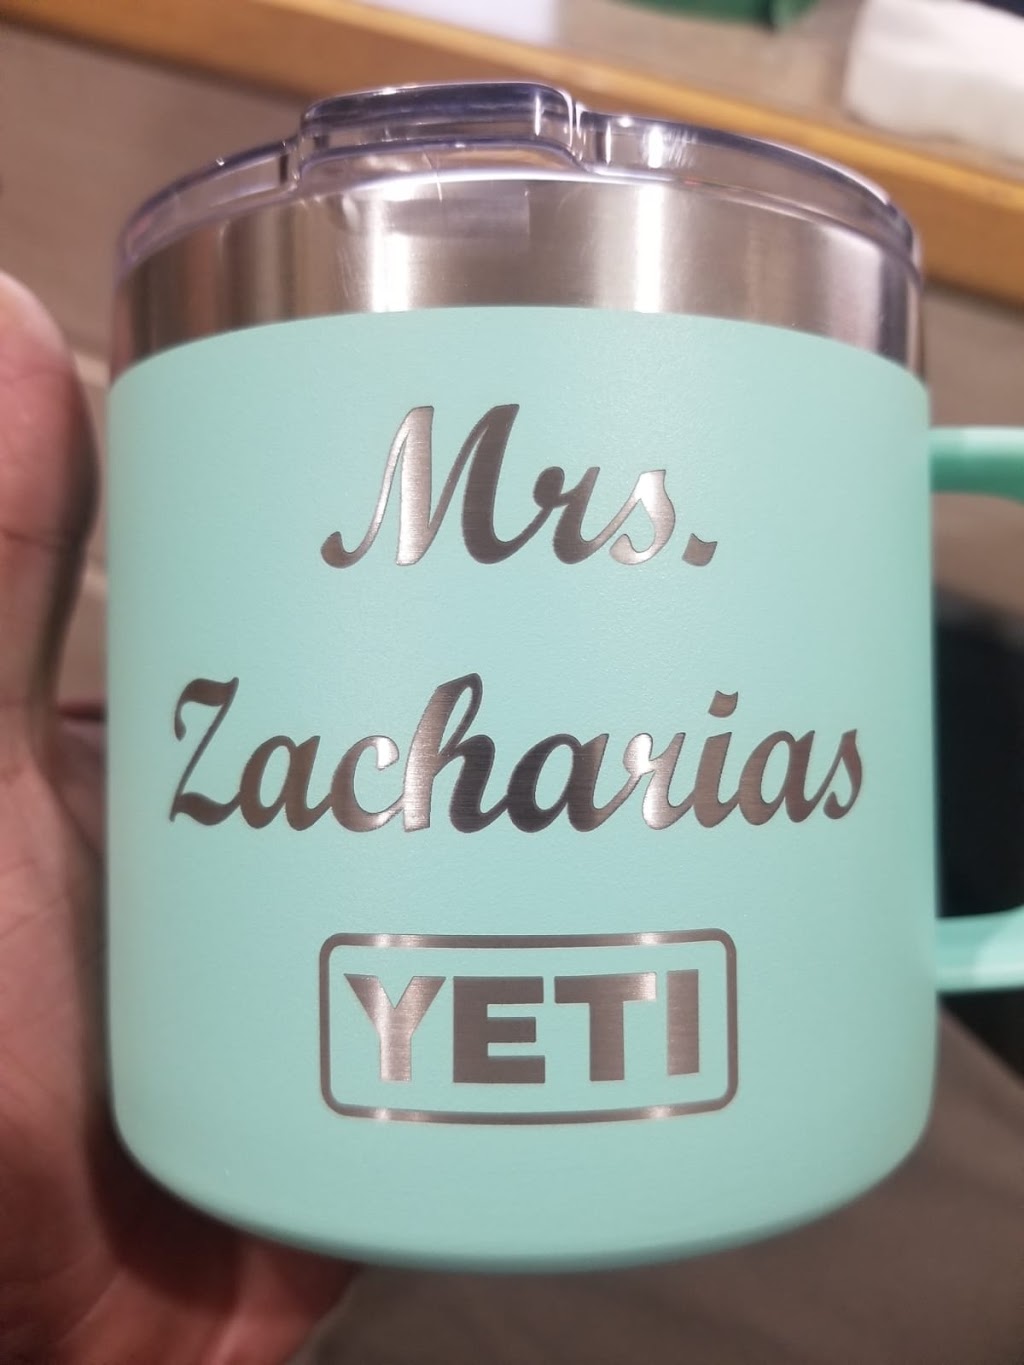 Mrs.
Zacharias
YETI